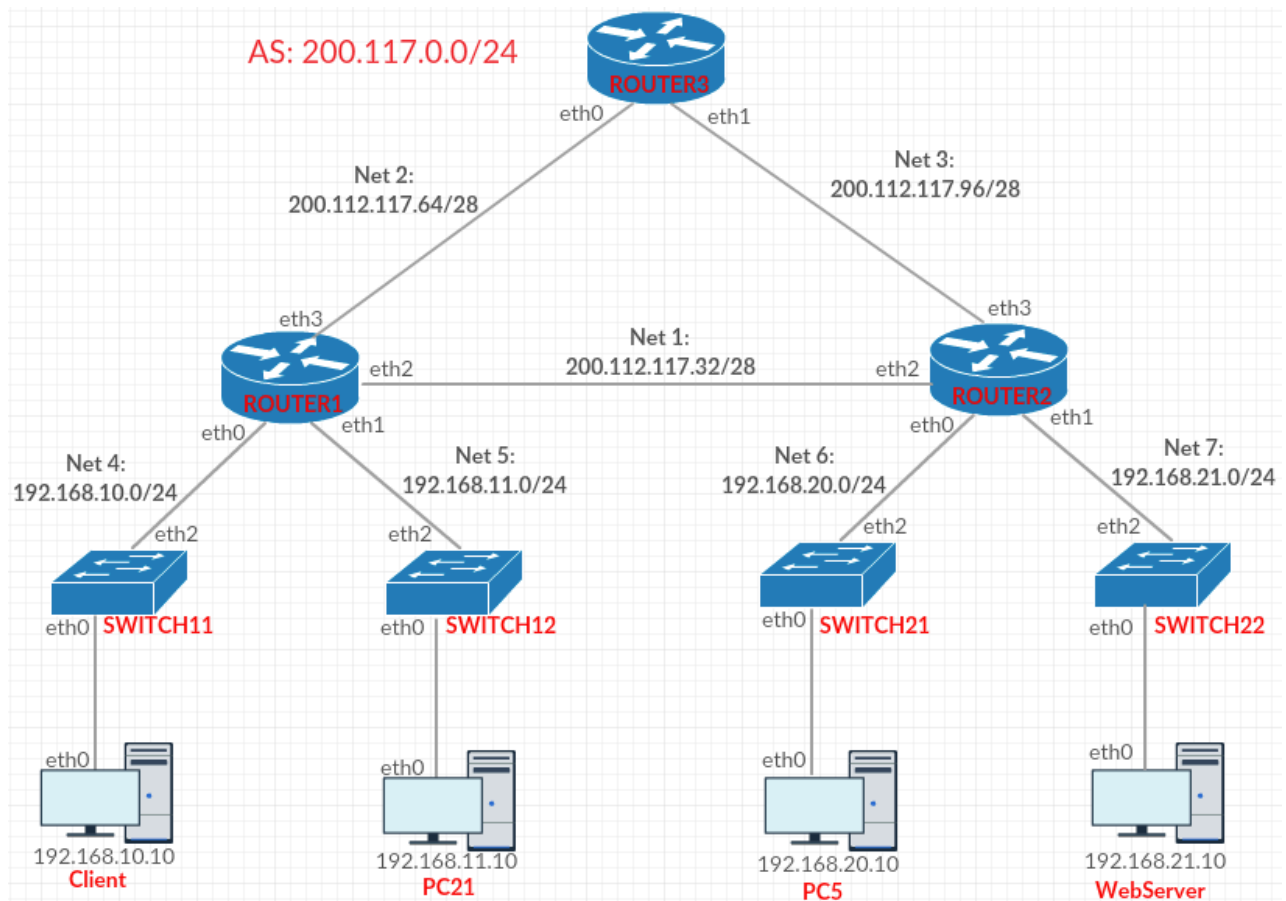 AS: 200.117.0.0/24
ROUTER3
eth0
eth1
Net 2:
200.112.117.64/28
Net 3:
200.112.117.96/28
eth3
eth3
Net 1:
200.112.117.32/28
eth2
eth2
ROUTER1
ROUTER2
eth0
eth1
eth0
eth1
Net 4:
192.168.10.0/24
Net 5:
192.168.11.0/24
Net 6:
192.168.20.0/24
Net 7:
192.168.21.0/24
eth2
eth2
eth2
eth2
eth0
SWITCH11
eth0
SWITCH12
eth0
SWITCH21
eth0
SWITCH22
eth0
eth0
eth0
eth0
192.168.10.10
Client
192.168.11.10
PC21
192.168.20.10
PC5
192.168.21.10
WebServer